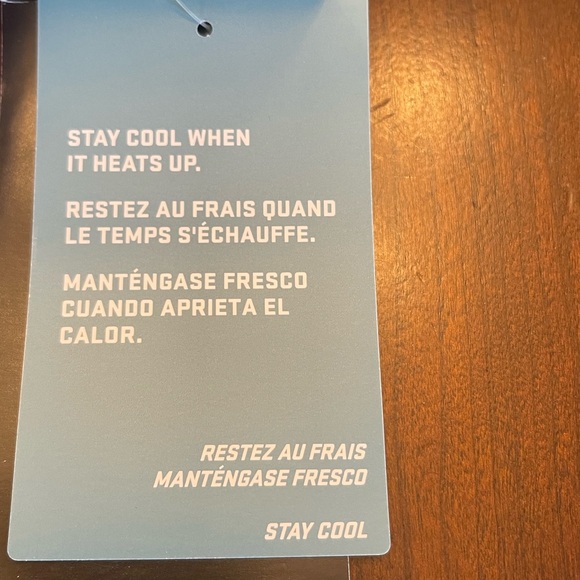 STAY COOL WHEN
IT HEATS UP.
RESTEZ AU FRAIS QUAND
LE TEMPS S'ÉCHAUFFE.
MANTÉNGASE FRESCO
CUANDO APRIETA EL
CALOR.
RESTEZ AU FRAIS
MANTÉNGASE FRESCO
STAY COOL